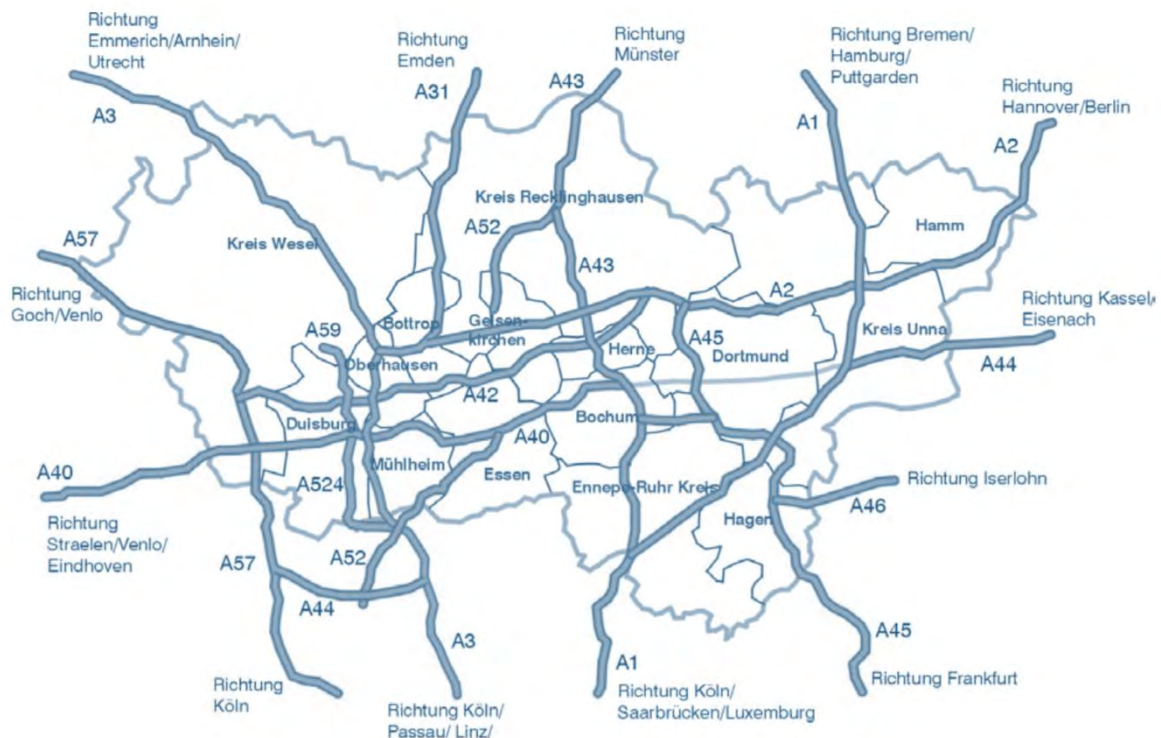 Richtung
Emmerich/Arnhein/
Utrecht
Richtung
Emden
Richtung
Münster
Richtung Bremen/
Hamburg/
Puttgarden
Richtung
Hannover/Berlin
A3
A31
A43
A1
A2
Kreis Recklinghausen
A52
Hamm
A57
Kreis Wesel
A43
Richtung
Goch/Venlo
A2
Richtung Kassel/
Eisenach
A59
Bottrop
Gelsen-
kirchen
A45
Kreis Unna
Herne
Dortmund
Oberhausen
A44
A42
Duisburg
Bochum
A40
A40
Mühlheim
Essen
A524
Ennepe-Ruhr Kreis
Richtung Iserlohn
A46
Hagen
Richtung
Straelen/Venlo/
Eindhoven
A57
A52
A44
A3
A45
A1
Richtung Frankfurt
Richtung
Köln
Richtung Köln/
Saarbrücken/Luxemburg
Richtung Köln/
Passau/ Linz/